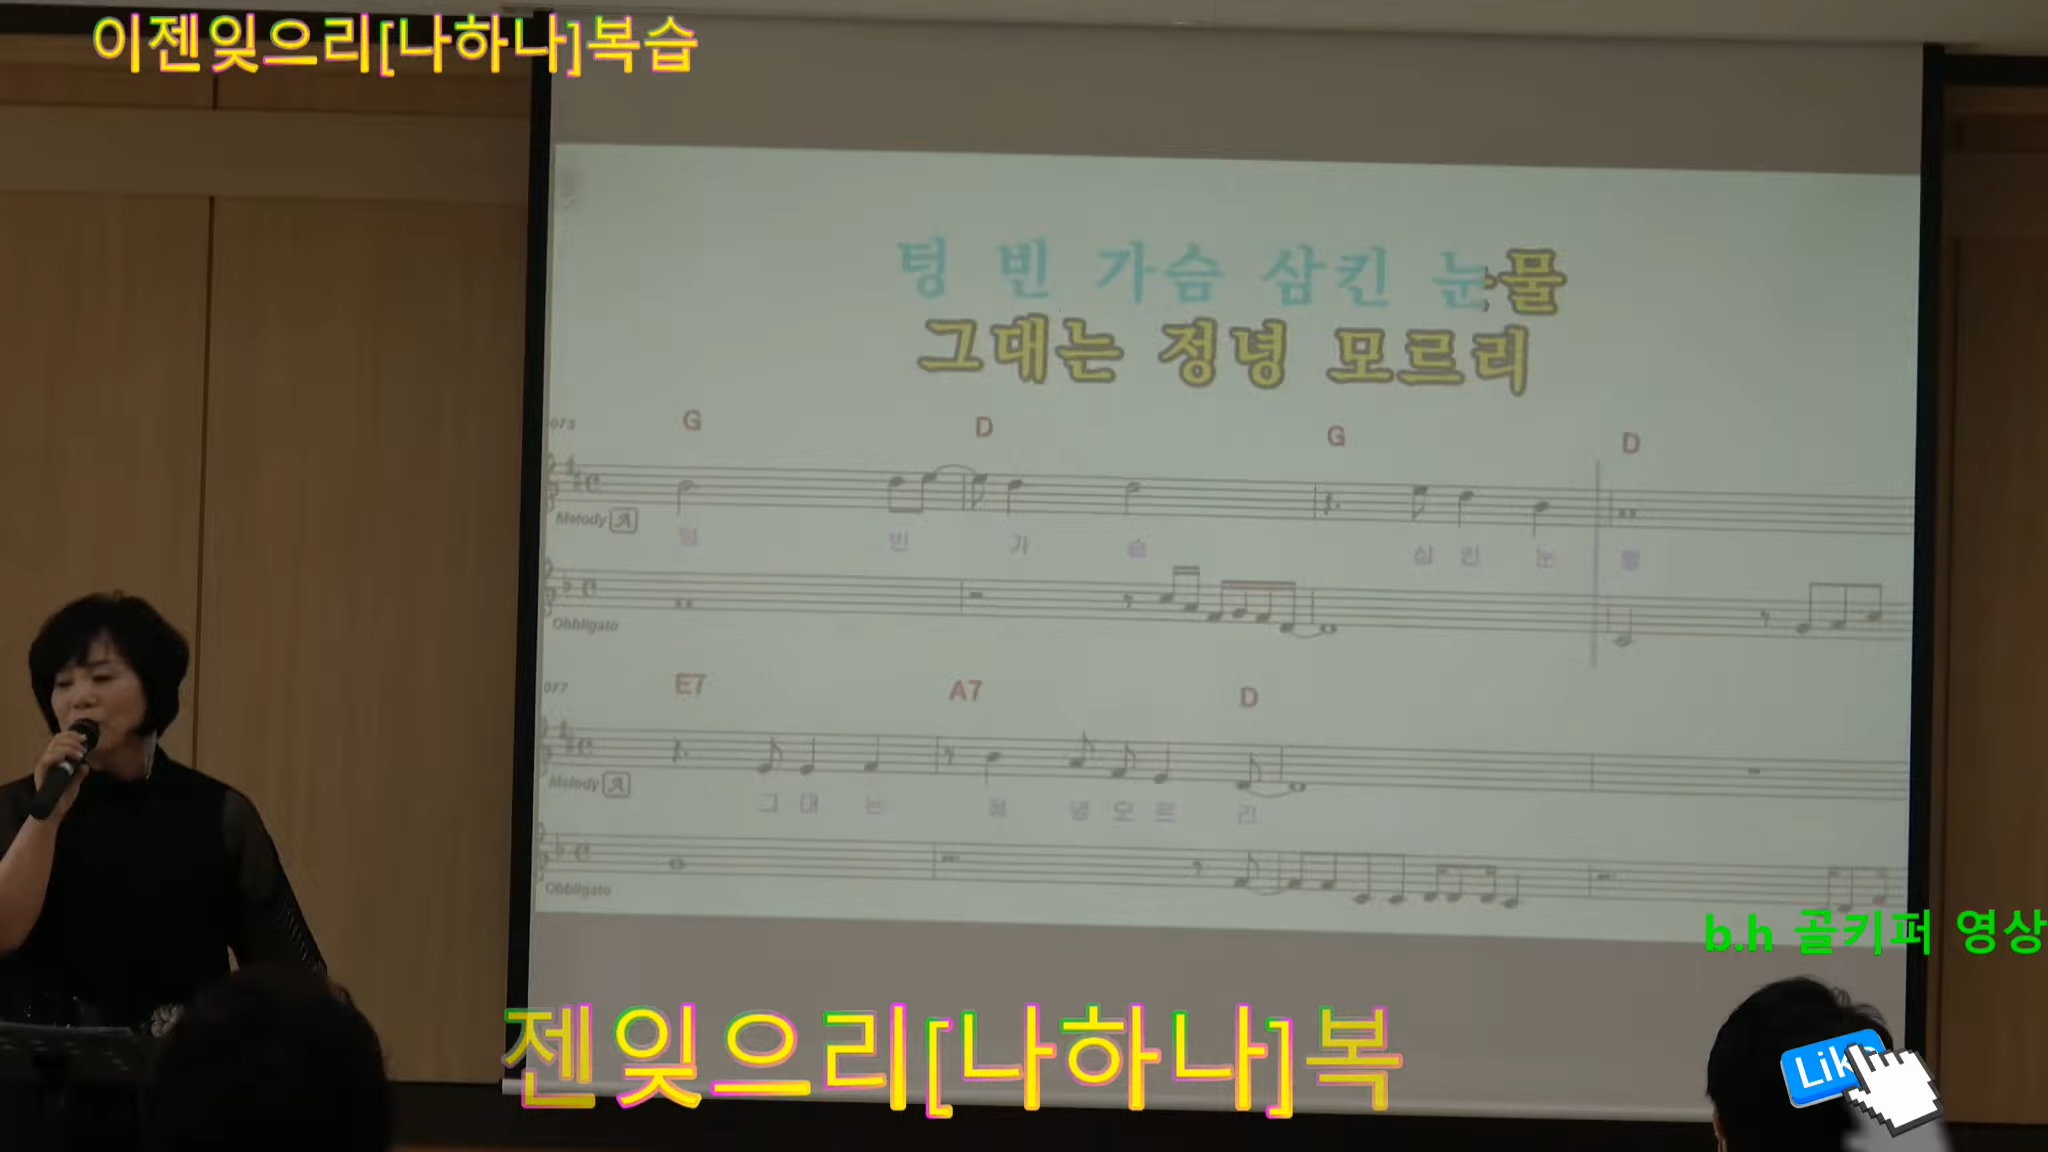 이젠잊으리[나하나]복습
텅 빈 가슴 삼킨 눈물
그대는 정녕 모르리
073
G D G D
Melody A
텅 빈 가 슴 삼 킨 눈 물
Obbligato
077
E7 A7 D
Melody A
그 대 는 정 녕 모 르 리
Obbligato
b.h 골키퍼 영상
젠잊으리[나하나]복
Like